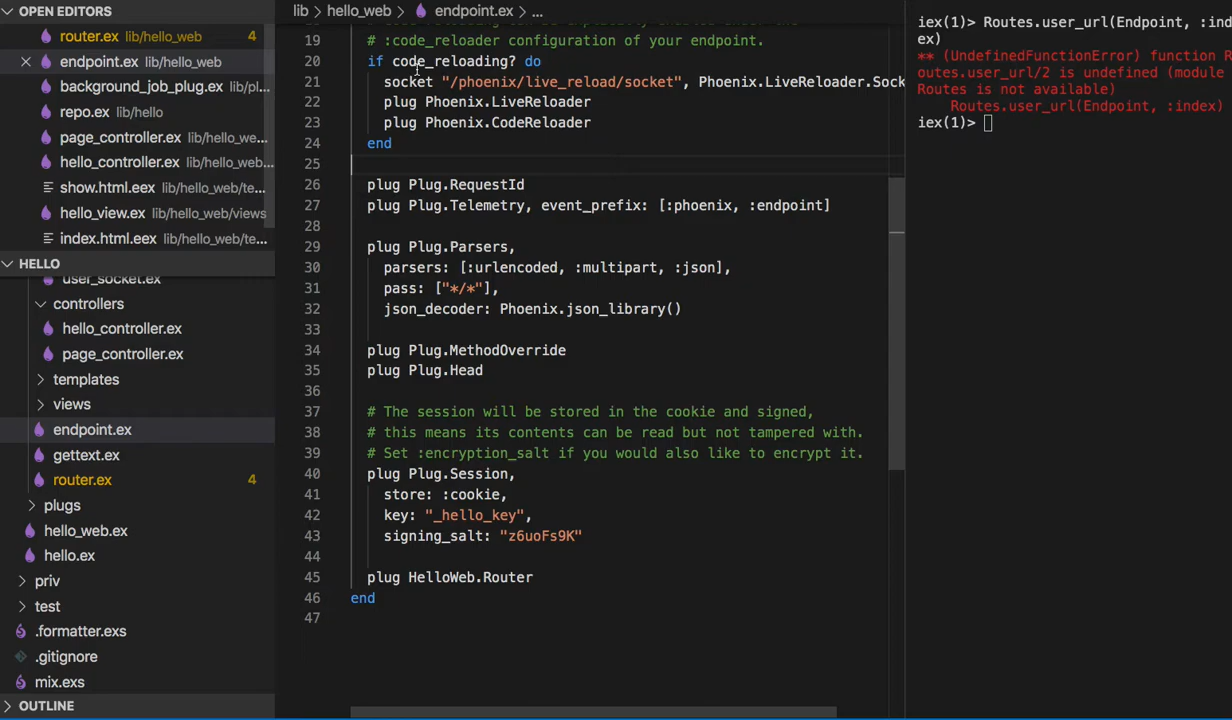 OPEN EDITORS
router.ex lib/hello_web 4
endpoint.ex lib/hello_web
background_job_plug.ex lib/pl...
repo.ex lib/hello
page_controller.ex lib/hello_web...
hello_controller.ex lib/hello_web...
show.html.eex lib/hello_web/te...
hello_view.ex lib/hello_web/views
index.html.eex lib/hello_web/te...
HELLO
user_socket.ex
controllers
hello_controller.ex
page_controller.ex
templates
views
endpoint.ex
gettext.ex
router.ex 4
plugs
hello_web.ex
hello.ex
priv
test
.formatter.exs
.gitignore
mix.exs
OUTLINE
lib > hello_web > endpoint.ex > ...
19 # :code_reloader configuration of your endpoint.
20 if code_reloading? do
21 socket "/phoenix/live_reload/socket", Phoenix.LiveReloader.Sock
22 plug Phoenix.LiveReloader
23 plug Phoenix.CodeReloader
24 end
25
26 plug Plug.RequestId
27 plug Plug.Telemetry, event_prefix: [:phoenix, :endpoint]
28
29 plug Plug.Parsers,
30 parsers: [:urlencoded, :multipart, :json],
31 pass: ["*/*"],
32 json_decoder: Phoenix.json_library()
33
34 plug Plug.MethodOverride
35 plug Plug.Head
36
37 # The session will be stored in the cookie and signed,
38 # this means its contents can be read but not tampered with.
39 # Set :encryption_salt if you would also like to encrypt it.
40 plug Plug.Session,
41 store: :cookie,
42 key: "_hello_key",
43 signing_salt: "z6uoFs9K"
44
45 plug HelloWeb.Router
46 end
47
iex(1)> Routes.user_url(Endpoint, :ind
ex)
** (UndefinedFunctionError) function R
outes.user_url/2 is undefined (module
Routes is not available)
Routes.user_url(Endpoint, :index)
iex(1)>